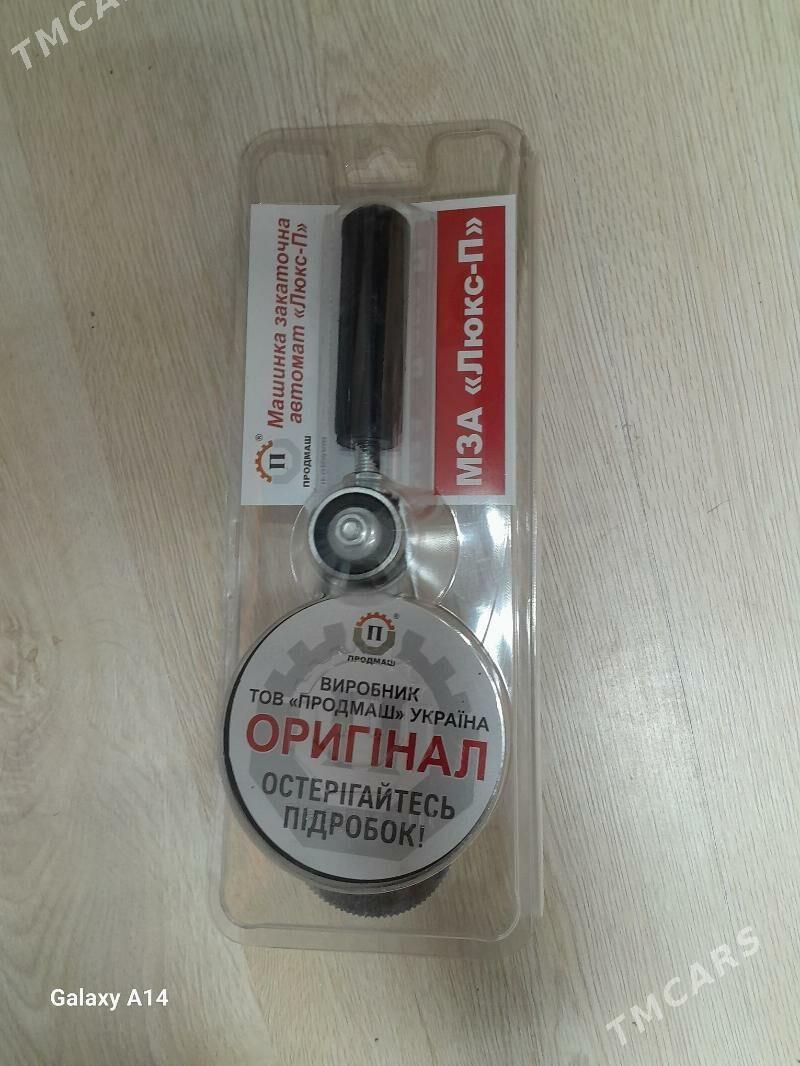 TMCARS
Машинка закаточна
автомат «Люкс-П»
®
П
ПРОДМАШ
МЗА «Люкс-П»
П
®
ПРОДМАШ
ВИРОБНИК
ТОВ «ПРОДМАШ» УКРАЇНА
ОРИГІНАЛ
ОСТЕРІГАЙТЕСЬ
ПІДРОБОК!
Galaxy A14
TMCARS